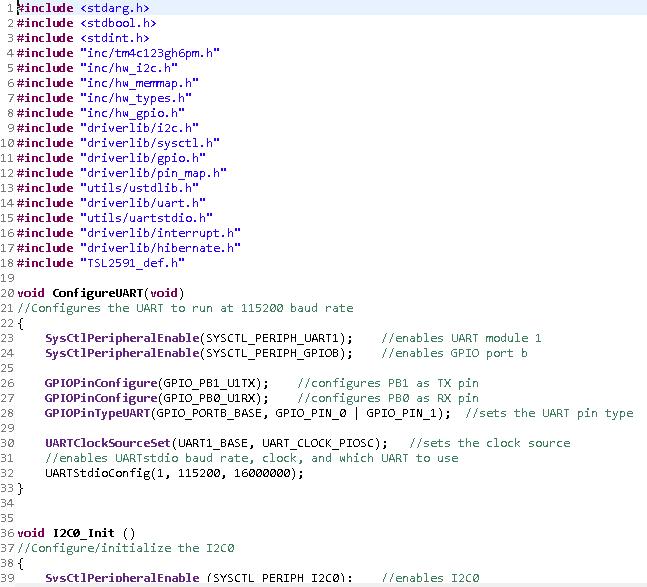 1 #include <stdarg.h>
2 #include <stdbool.h>
3 #include <stdint.h>
4 #include "inc/tm4c123gh6pm.h"
5 #include "inc/hw_i2c.h"
6 #include "inc/hw_memmap.h"
7 #include "inc/hw_types.h"
8 #include "inc/hw_gpio.h"
9 #include "driverlib/i2c.h"
10 #include "driverlib/sysctl.h"
11 #include "driverlib/gpio.h"
12 #include "driverlib/pin_map.h"
13 #include "utils/ustdlib.h"
14 #include "driverlib/uart.h"
15 #include "utils/uartstdio.h"
16 #include "driverlib/interrupt.h"
17 #include "driverlib/hibernate.h"
18 #include "TSL2591_def.h"
19
20 void ConfigureUART(void)
21 //Configures the UART to run at 115200 baud rate
22 {
23     SysCtlPeripheralEnable(SYSCTL_PERIPH_UART1);    //enables UART module 1
24     SysCtlPeripheralEnable(SYSCTL_PERIPH_GPIOB);    //enables GPIO port b
25
26     GPIOPinConfigure(GPIO_PB1_U1TX);    //configures PB1 as TX pin
27     GPIOPinConfigure(GPIO_PB0_U1RX);    //configures PB0 as RX pin
28     GPIOPinTypeUART(GPIO_PORTB_BASE, GPIO_PIN_0 | GPIO_PIN_1);  //sets the UART pin type
29
30     UARTClockSourceSet(UART1_BASE, UART_CLOCK_PIOSC);   //sets the clock source
31     //enables UARTstdio baud rate, clock, and which UART to use
32     UARTStdioConfig(1, 115200, 16000000);
33 }
34
35
36 void I2C0_Init ()
37 //Configure/initialize the I2C0
38 {
39     SysCtlPeripheralEnable (SYSCTL_PERIPH_I2C0);    //enables I2C0